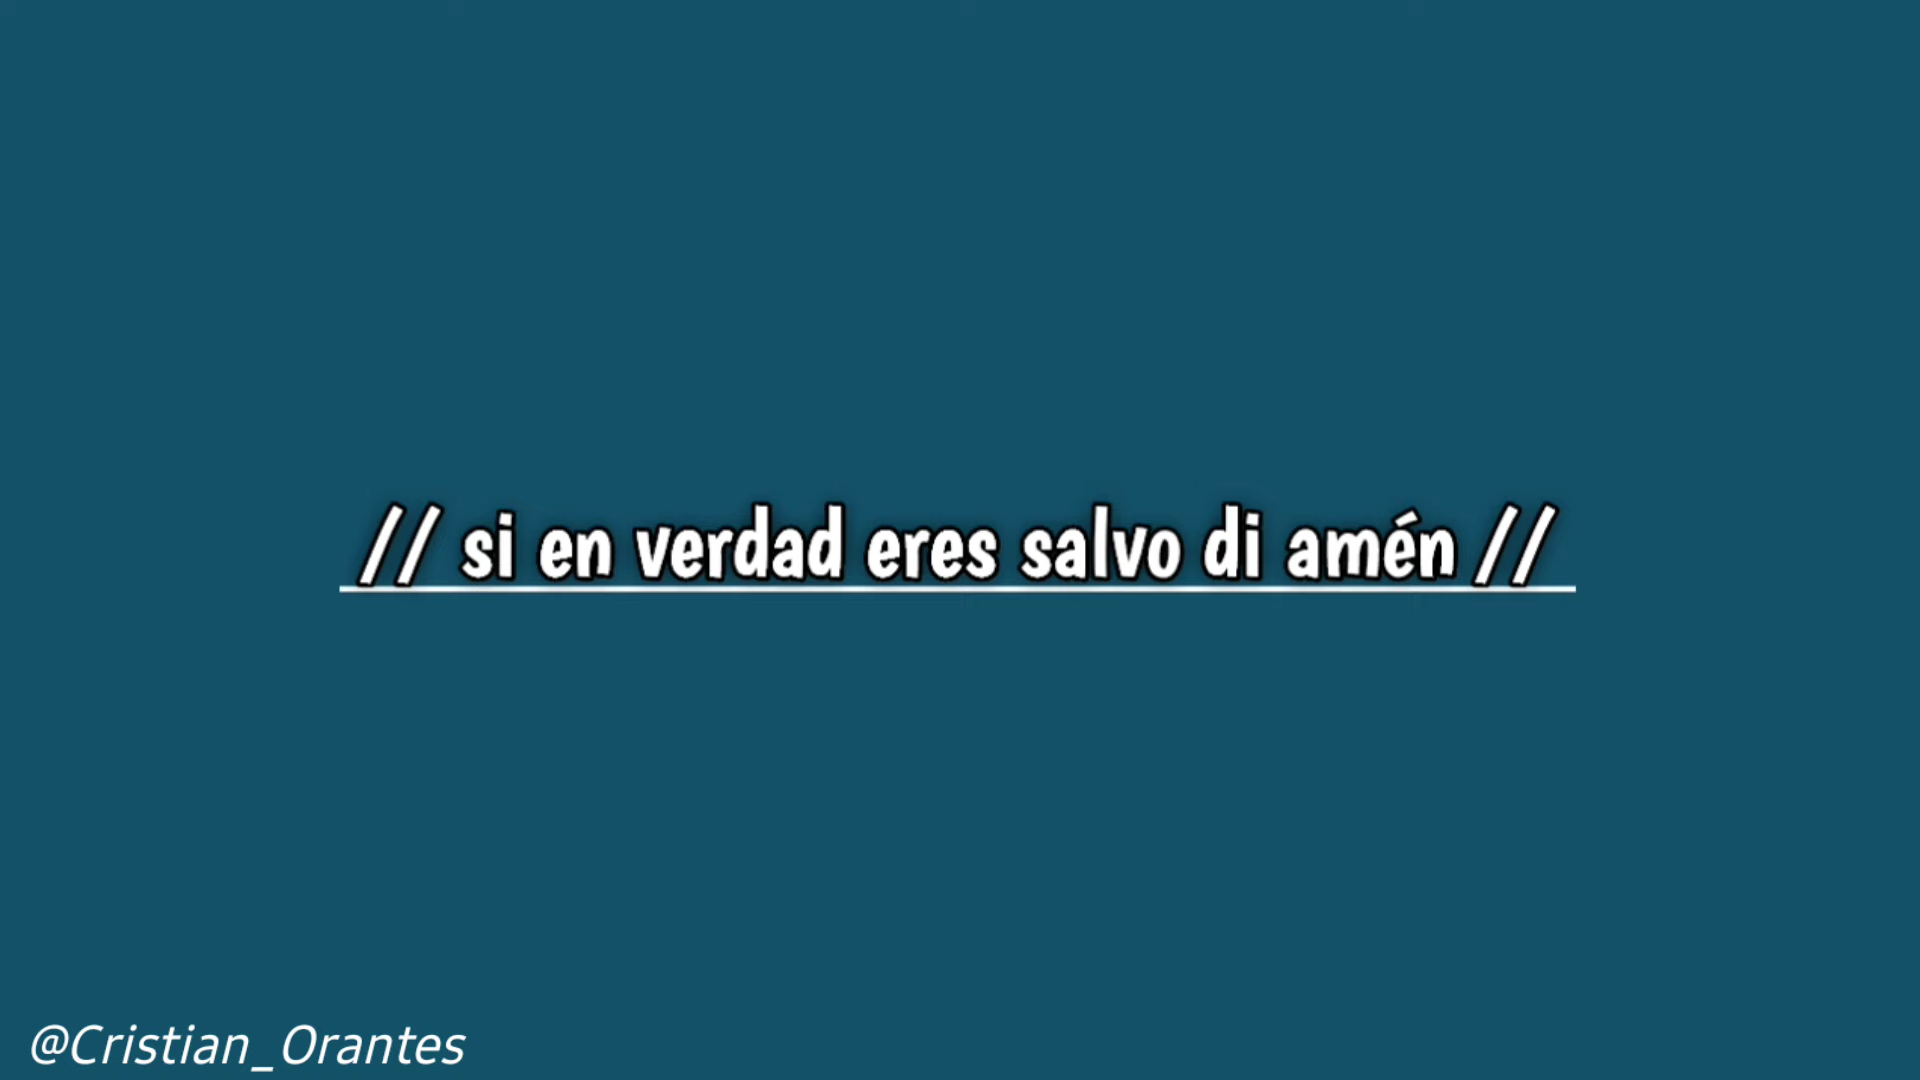 // si en verdad eres salvo di amén //
@Cristian_Orantes